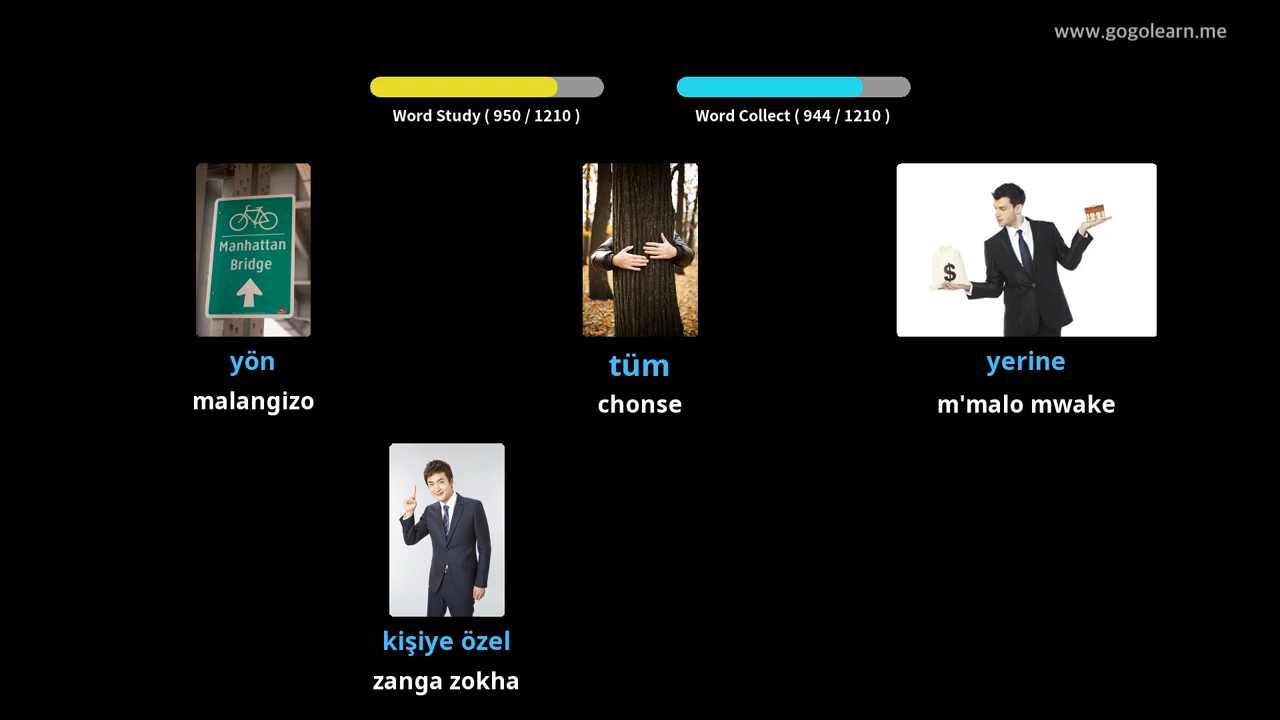 www.gogolearn.me
Word Study ( 950 / 1210 )
Word Collect ( 944 / 1210 )
Manhattan
Bridge
$
yön
tüm
yerine
malangizo
chonse
m'malo mwake
kişiye özel
zanga zokha